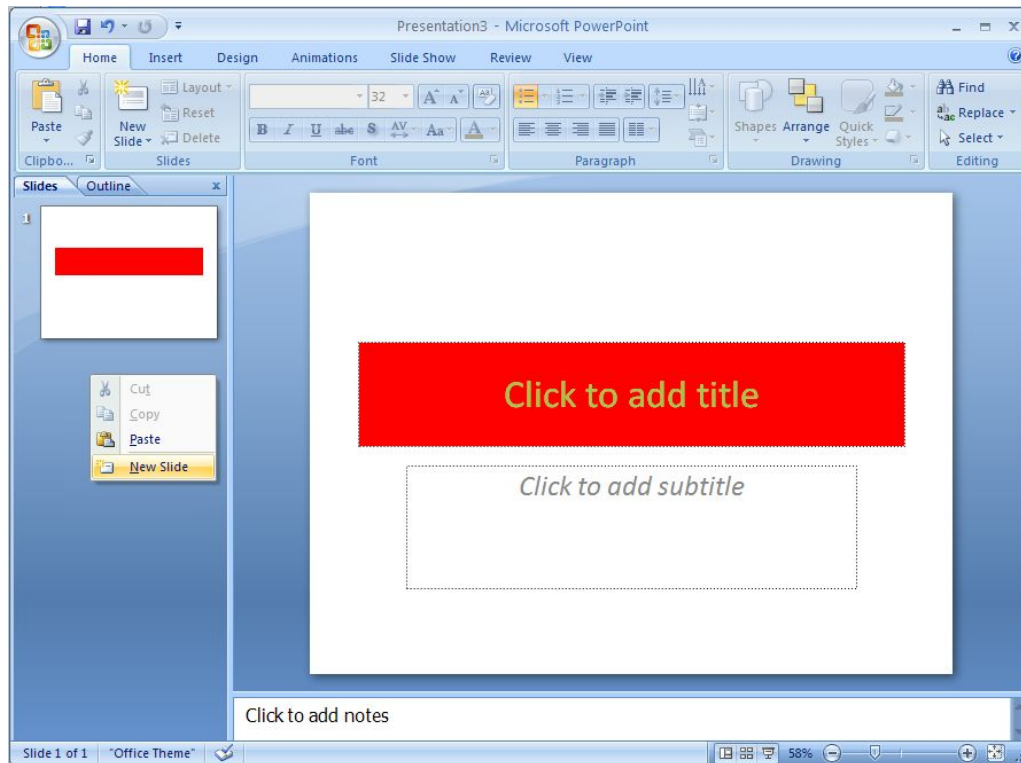 Presentation3 - Microsoft PowerPoint
Home Insert Design Animations Slide Show Review View
Paste
New Slide
Layout
Reset
Delete
32
A A
B I U abe S AV Aa A
Shapes Arrange Quick Styles
Find
Replace
Select
Clipbo... Slides Font Paragraph Drawing Editing
Slides Outline x
1
Cut
Copy
Paste
New Slide
Click to add title
Click to add subtitle
Click to add notes
Slide 1 of 1 "Office Theme" 58%